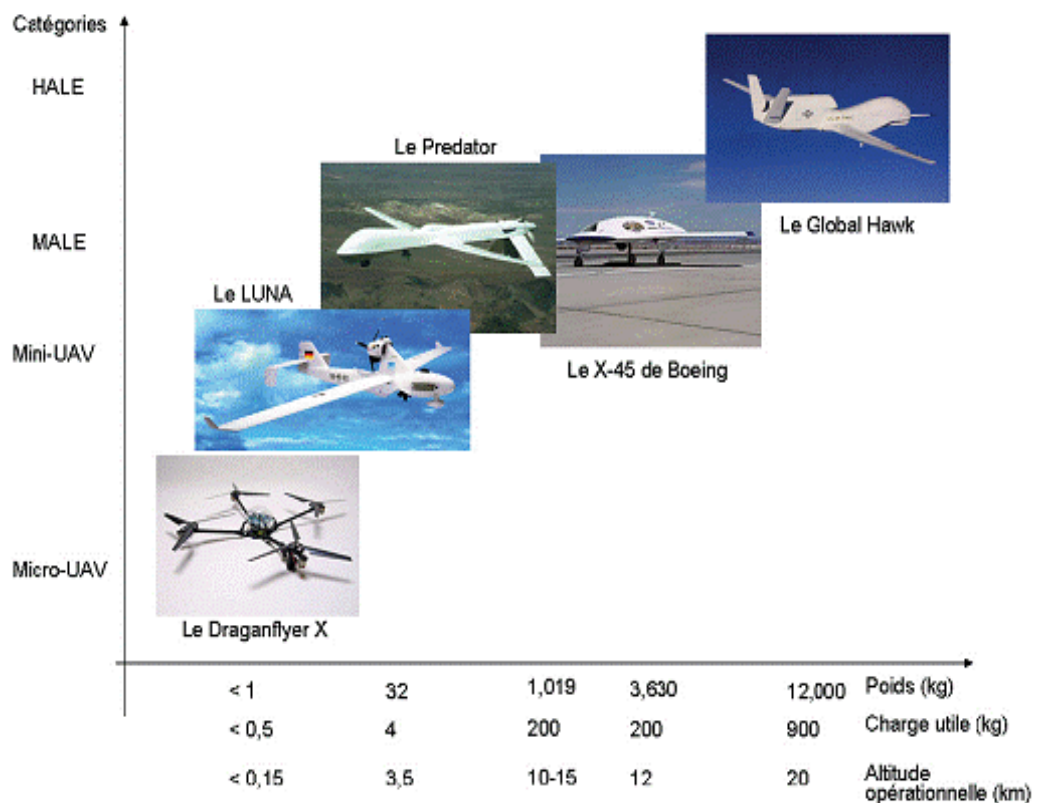 Catégories
HALE
Le Predator
Le Global Hawk
MALE
Le LUNA
Mini-UAV
Le X-45 de Boeing
Micro-UAV
Le Draganflyer X
< 1 32 1,019 3,630 12,000 Poids (kg)
< 0,5 4 200 200 900 Charge utile (kg)
< 0,15 3,5 10-15 12 20 Altitude
opérationnelle (km)